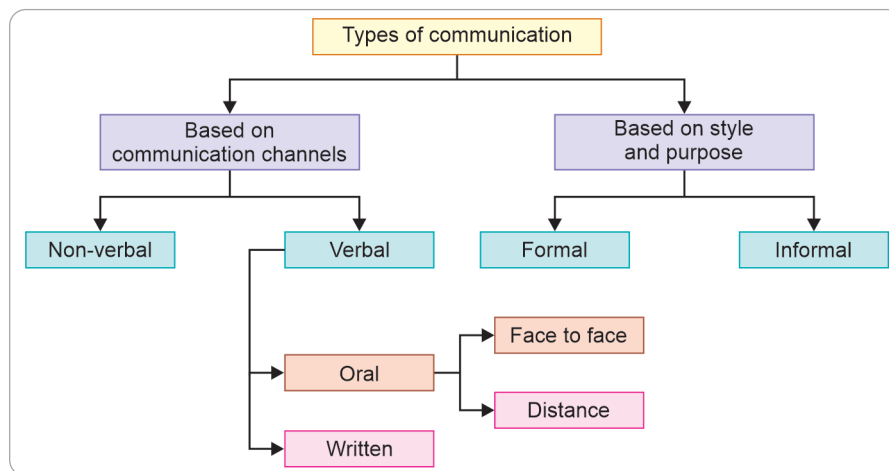 Types of communication
Based on
communication channels
Based on style
and purpose
Non-verbal
Verbal
Formal
Informal
Face to face
Oral
Distance
Written